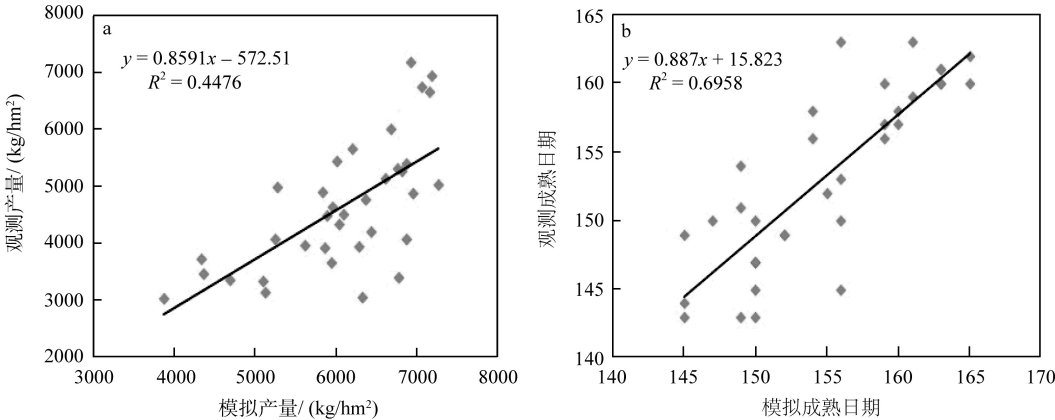 a
y = 0.8591x – 572.51
R² = 0.4476
8000
7000
6000
5000
4000
3000
2000
观测产量/ (kg/hm²)
3000 4000 5000 6000 7000 8000
模拟产量/ (kg/hm²)
b
y = 0.887x + 15.823
R² = 0.6958
165
160
155
150
145
140
观测成熟日期
140 145 150 155 160 165 170
模拟成熟日期